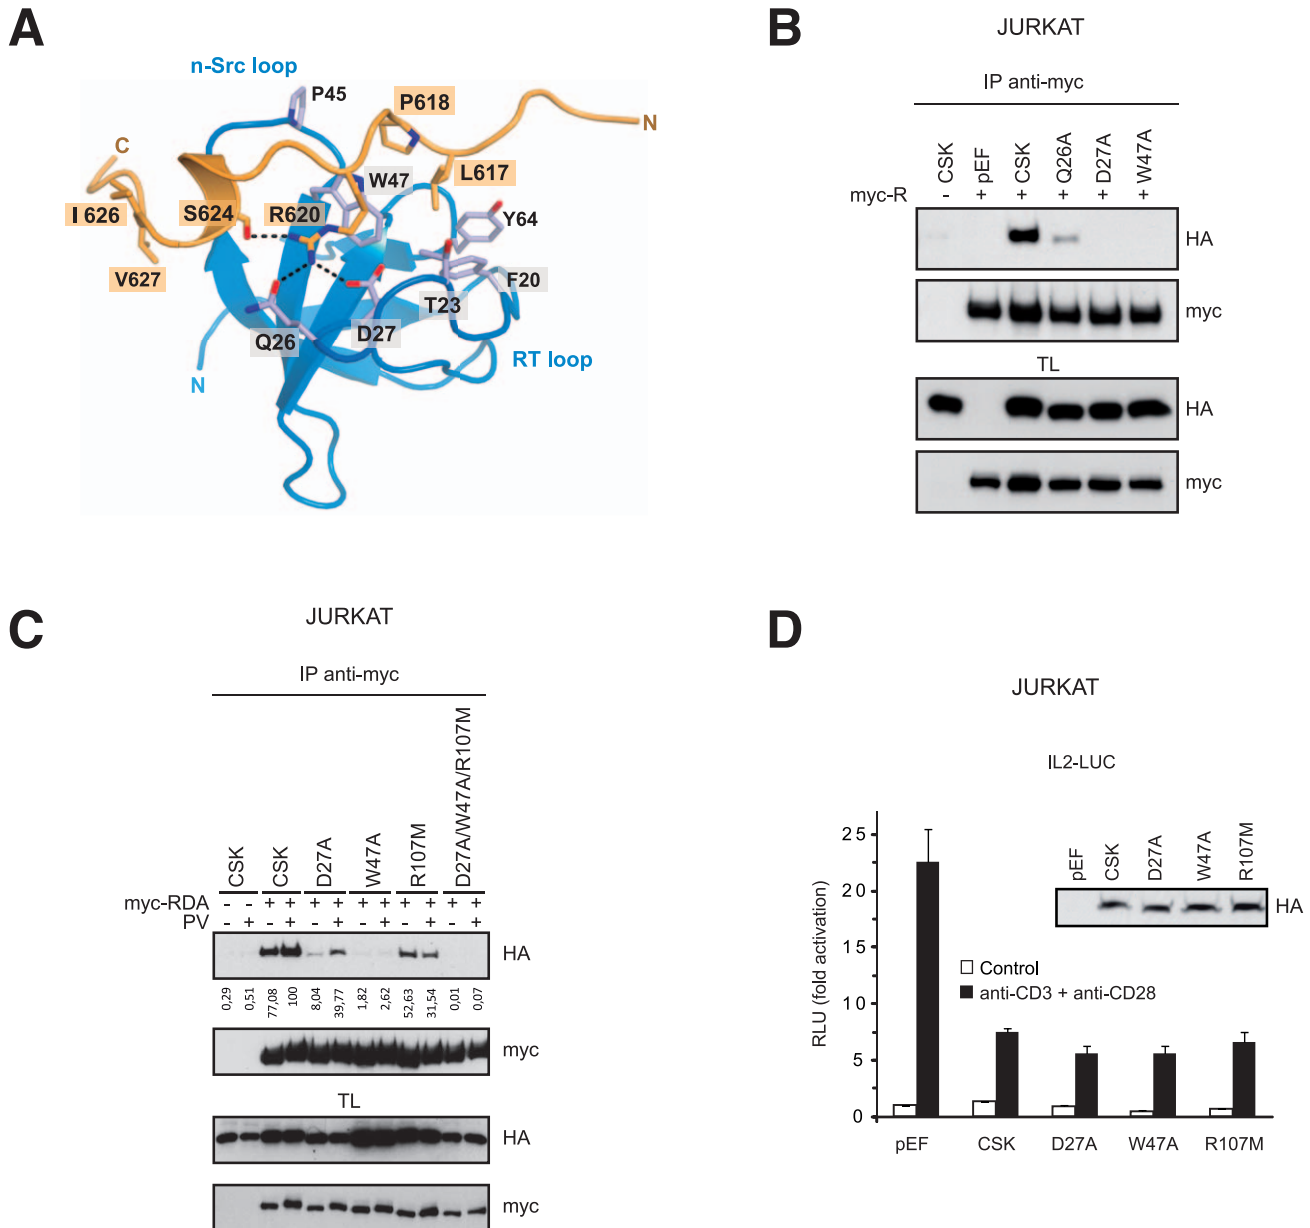 A
n-Src loop
P45
P618
N
C
W47
L617
I 626
S624
R620
Y64
V627
F20
T23
Q26
D27
N
RT loop
B
JURKAT
IP anti-myc
CSK
pEF
CSK
Q26A
D27A
W47A
myc-R - + + + + +
HA
myc
TL
HA
myc
C
JURKAT
IP anti-myc
CSK
CSK
D27A
W47A
R107M
D27A/W47A/R107M
myc-RDA - - + + + + + + + + + +
PV - + - + - + - + - + - +
HA
0,29
0,51
77,08
100
8,04
39,77
1,82
2,62
52,63
31,54
0,01
0,07
myc
TL
HA
myc
D
JURKAT
IL2-LUC
pEF
CSK
D27A
W47A
R107M
HA
Control
anti-CD3 + anti-CD28
RLU (fold activation)
25
20
15
10
5
0
pEF CSK D27A W47A R107M